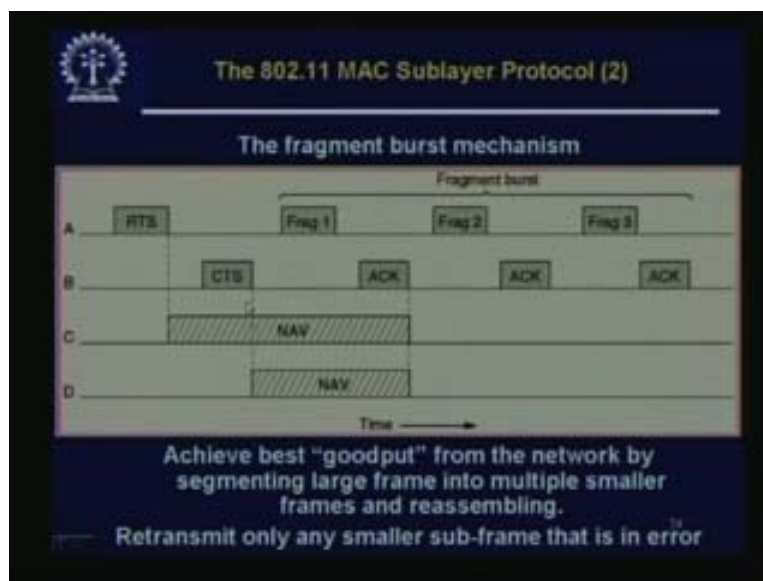 The 802.11 MAC Sublayer Protocol (2)
The fragment burst mechanism
Fragment burst
A RTS Frag 1 Frag 2 Frag 3
B CTS ACK ACK ACK
C NAV
D NAV
Time
Achieve best “goodput” from the network by
segmenting large frame into multiple smaller
frames and reassembling.
Retransmit only any smaller sub-frame that is in error